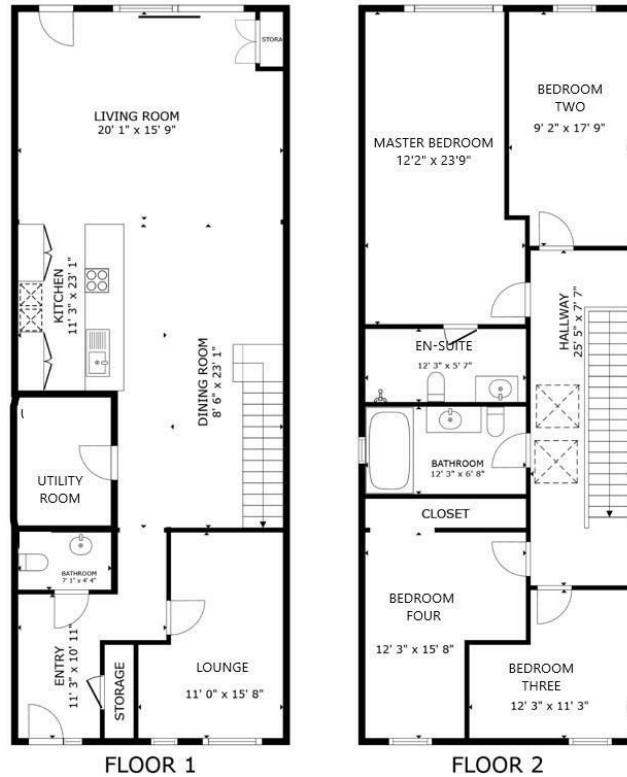 STORA
LIVING ROOM
20' 1" x 15' 9"
KITCHEN
11' 3" x 23' 1"
DINING ROOM
8' 6" x 23' 1"
UTILITY
ROOM
BATHROOM
7' 1" x 4' 4"
ENTRY
11' 3" x 10' 11"
STORAGE
LOUNGE
11' 0" x 15' 8"
FLOOR 1
BEDROOM
TWO
9' 2" x 17' 9"
MASTER BEDROOM
12'2" x 23'9"
HALLWAY
25' 5" x 7' 7"
EN-SUITE
12' 3" x 5' 7"
BATHROOM
12' 3" x 6' 8"
CLOSET
BEDROOM
FOUR
12' 3" x 15' 8"
BEDROOM
THREE
12' 3" x 11' 3"
FLOOR 2